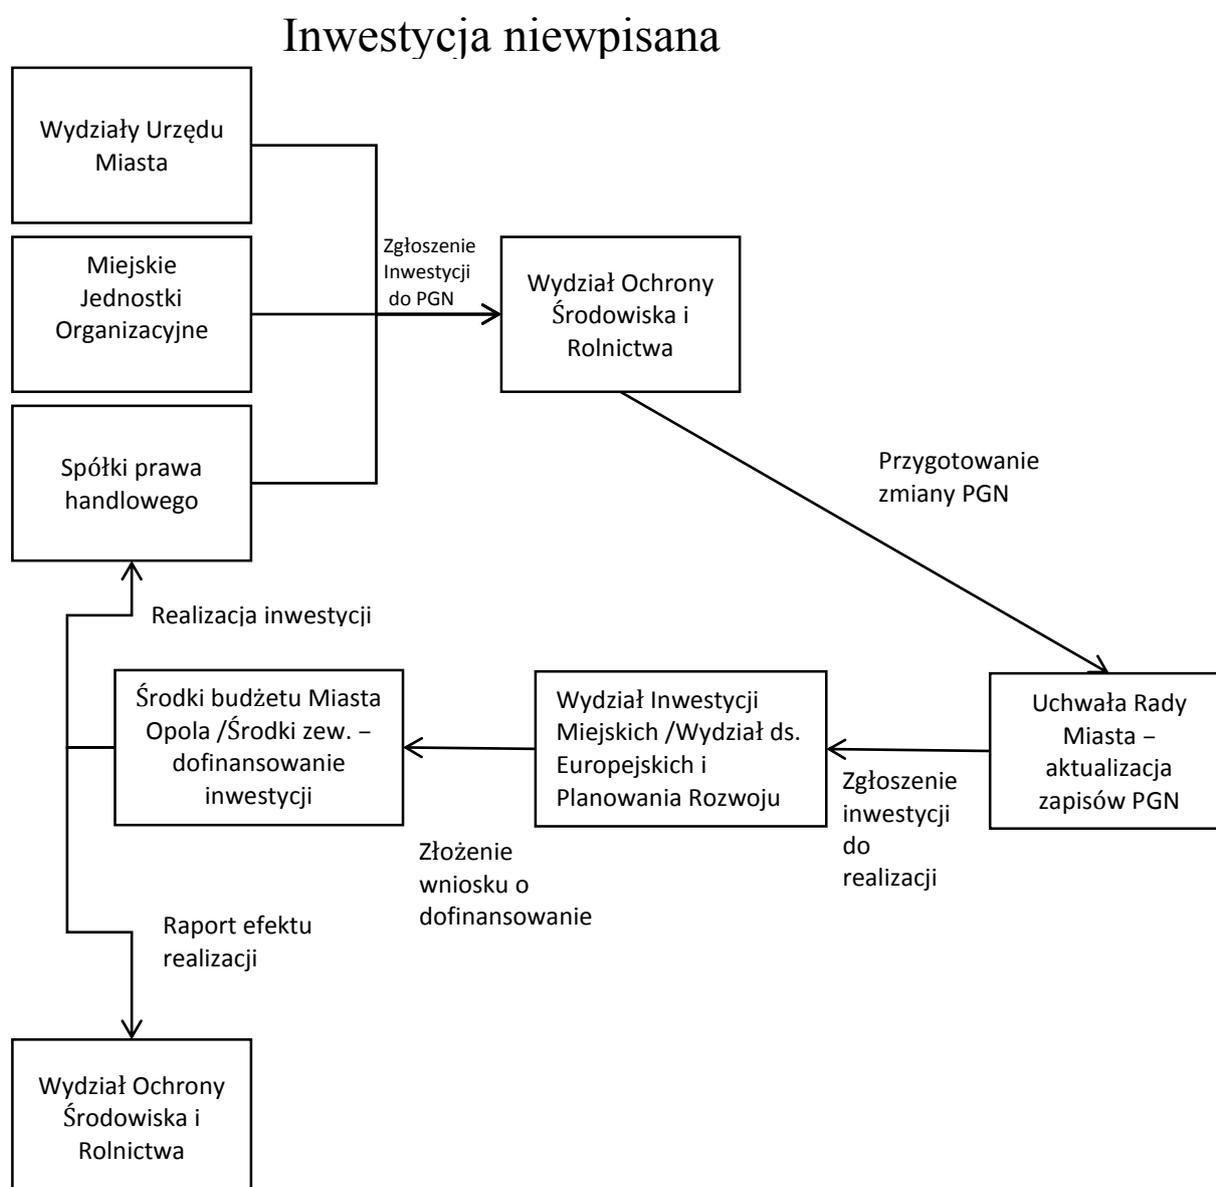 Inwestycja niewpisana
Wydziały Urzędu
Miasta
Miejskie
Jednostki
Organizacyjne
Zgłoszenie
Inwestycji
do PGN
Wydział Ochrony
Środowiska i
Rolnictwa
Spółki prawa
handlowego
Przygotowanie
zmiany PGN
Realizacja inwestycji
Środki budżetu Miasta
Opola /Środki zew. –
dofinansowanie
inwestycji
Wydział Inwestycji
Miejskich /Wydział ds.
Europejskich i
Planowania Rozwoju
Uchwała Rady
Miasta –
aktualizacja
zapisów PGN
Zgłoszenie
inwestycji
do
realizacji
Złożenie
wniosku o
dofinansowanie
Raport efektu
realizacji
Wydział Ochrony
Środowiska i
Rolnictwa